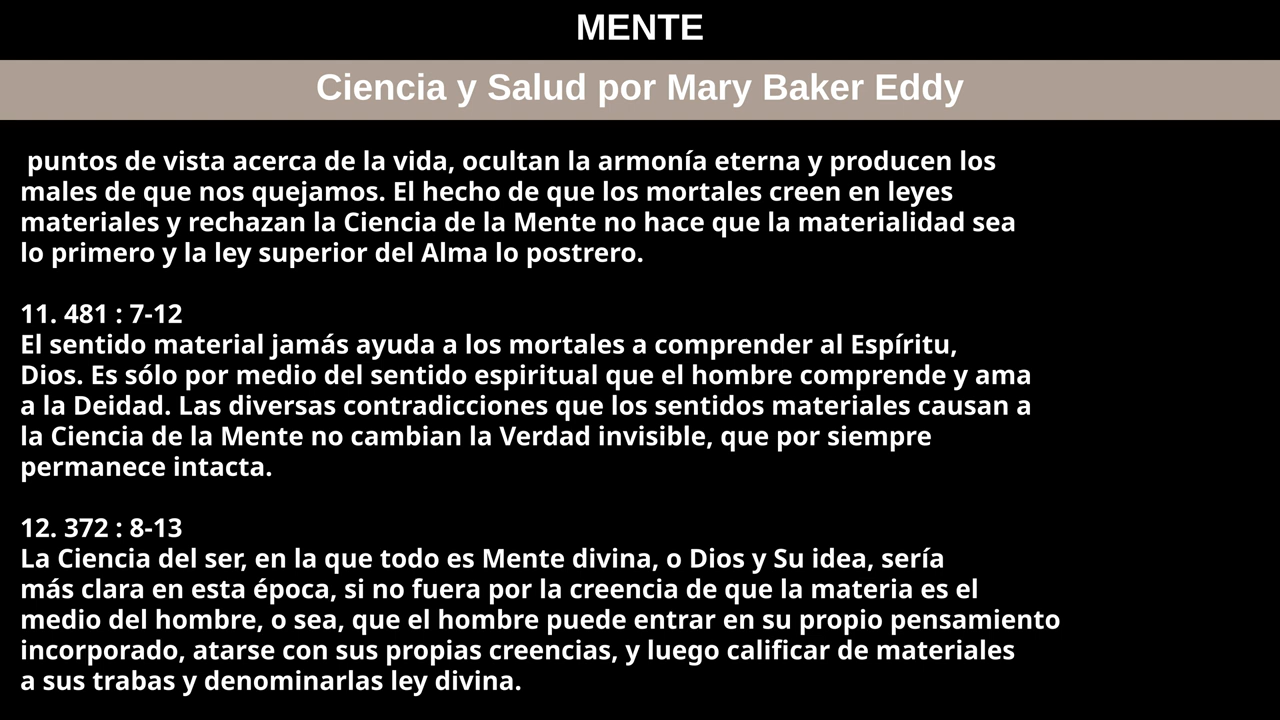 MENTE
Ciencia y Salud por Mary Baker Eddy
puntos de vista acerca de la vida, ocultan la armonía eterna y producen los
males de que nos quejamos. El hecho de que los mortales creen en leyes
materiales y rechazan la Ciencia de la Mente no hace que la materialidad sea
lo primero y la ley superior del Alma lo postrero.
11. 481 : 7-12
El sentido material jamás ayuda a los mortales a comprender al Espíritu,
Dios. Es sólo por medio del sentido espiritual que el hombre comprende y ama
a la Deidad. Las diversas contradicciones que los sentidos materiales causan a
la Ciencia de la Mente no cambian la Verdad invisible, que por siempre
permanece intacta.
12. 372 : 8-13
La Ciencia del ser, en la que todo es Mente divina, o Dios y Su idea, sería
más clara en esta época, si no fuera por la creencia de que la materia es el
medio del hombre, o sea, que el hombre puede entrar en su propio pensamiento
incorporado, atarse con sus propias creencias, y luego calificar de materiales
a sus trabas y denominarlas ley divina.